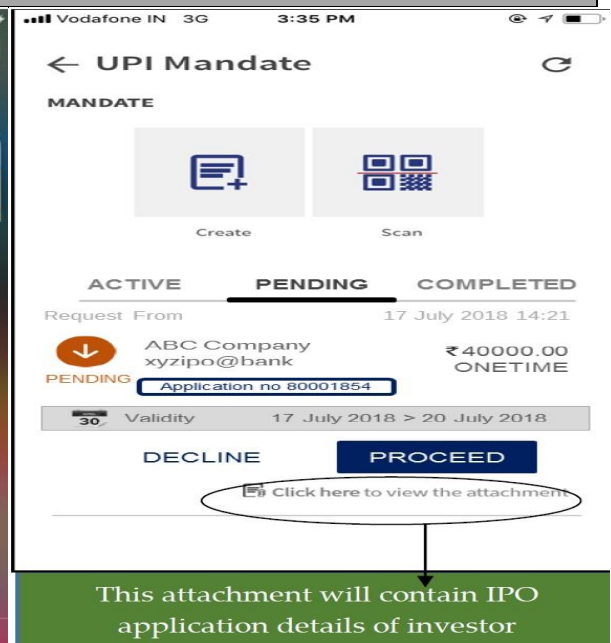 Vodafone IN 3G 3:35 PM
← UPI Mandate
MANDATE
Create Scan
ACTIVE PENDING COMPLETED
Request From 17 July 2018 14:21
ABC Company ₹40000.00
xyzipo@bank ONETIME
PENDING
Application no 80001854
30 Validity 17 July 2018 > 20 July 2018
DECLINE PROCEED
Click here to view the attachment
This attachment will contain IPO
application details of investor